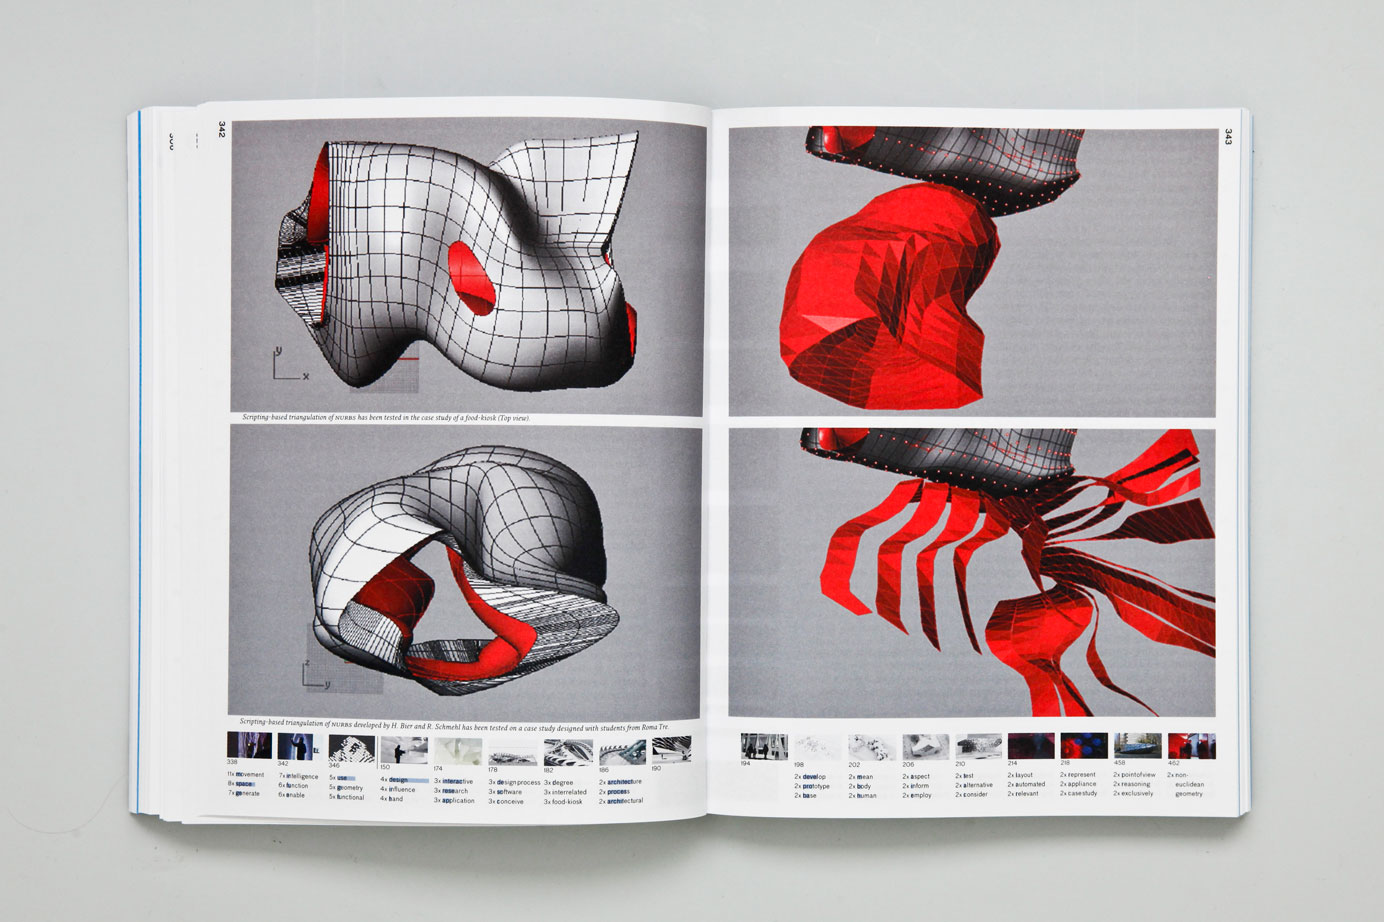 342
343
y
x
Scripting-based triangulation of NURBS has been tested in the case study of a food-kiosk (Top view)
z
y
Scripting-based triangulation of NURBS developed by H. Bier and R. Schmehl has been tested on a case study designed with students from Roma Tre.
338 342 346 150 174 178 182 186 190
11x movement 7x intelligence 5x use 4x design 3x interactive 3x design process 3x degree 2x architecture
8x space 6x function 5x geometry 4x influence 3x research 3x software 3x interrelated 2x process
7x generate 6x enable 5x functional 4x band 3x application 3x conceive 3x food-kiosk 2x architectural
194 198 202 206 210 214 218 458 462
2x develop 2x mean 2x aspect 2x test 2x layout 2x represent 2x point of view 2x non-
2x prototype 2x body 2x inform 2x alternative 2x automated 2x appliance 2x reasoning euclidean
2x base 2x human 2x employ 2x consider 2x relevant 2x case study 2x exclusively geometry